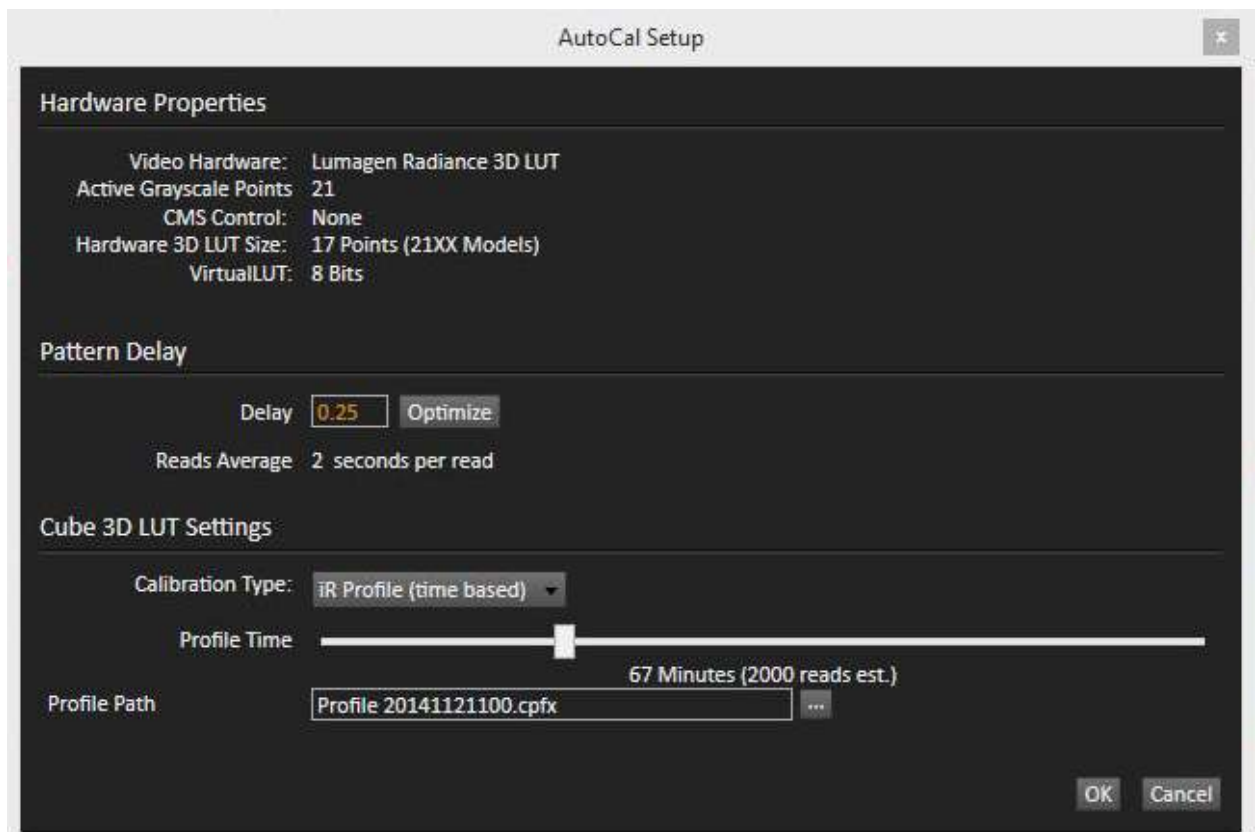 AutoCal Setup
x
Hardware Properties
Video Hardware: Lumagen Radiance 3D LUT
Active Grayscale Points 21
CMS Control: None
Hardware 3D LUT Size: 17 Points (21XX Models)
VirtualLUT: 8 Bits
Pattern Delay
Delay 0.25 Optimize
Reads Average 2 seconds per read
Cube 3D LUT Settings
Calibration Type: iR Profile (time based)
Profile Time
67 Minutes (2000 reads est.)
Profile Path Profile 20141121100.cpfx ...
OK Cancel